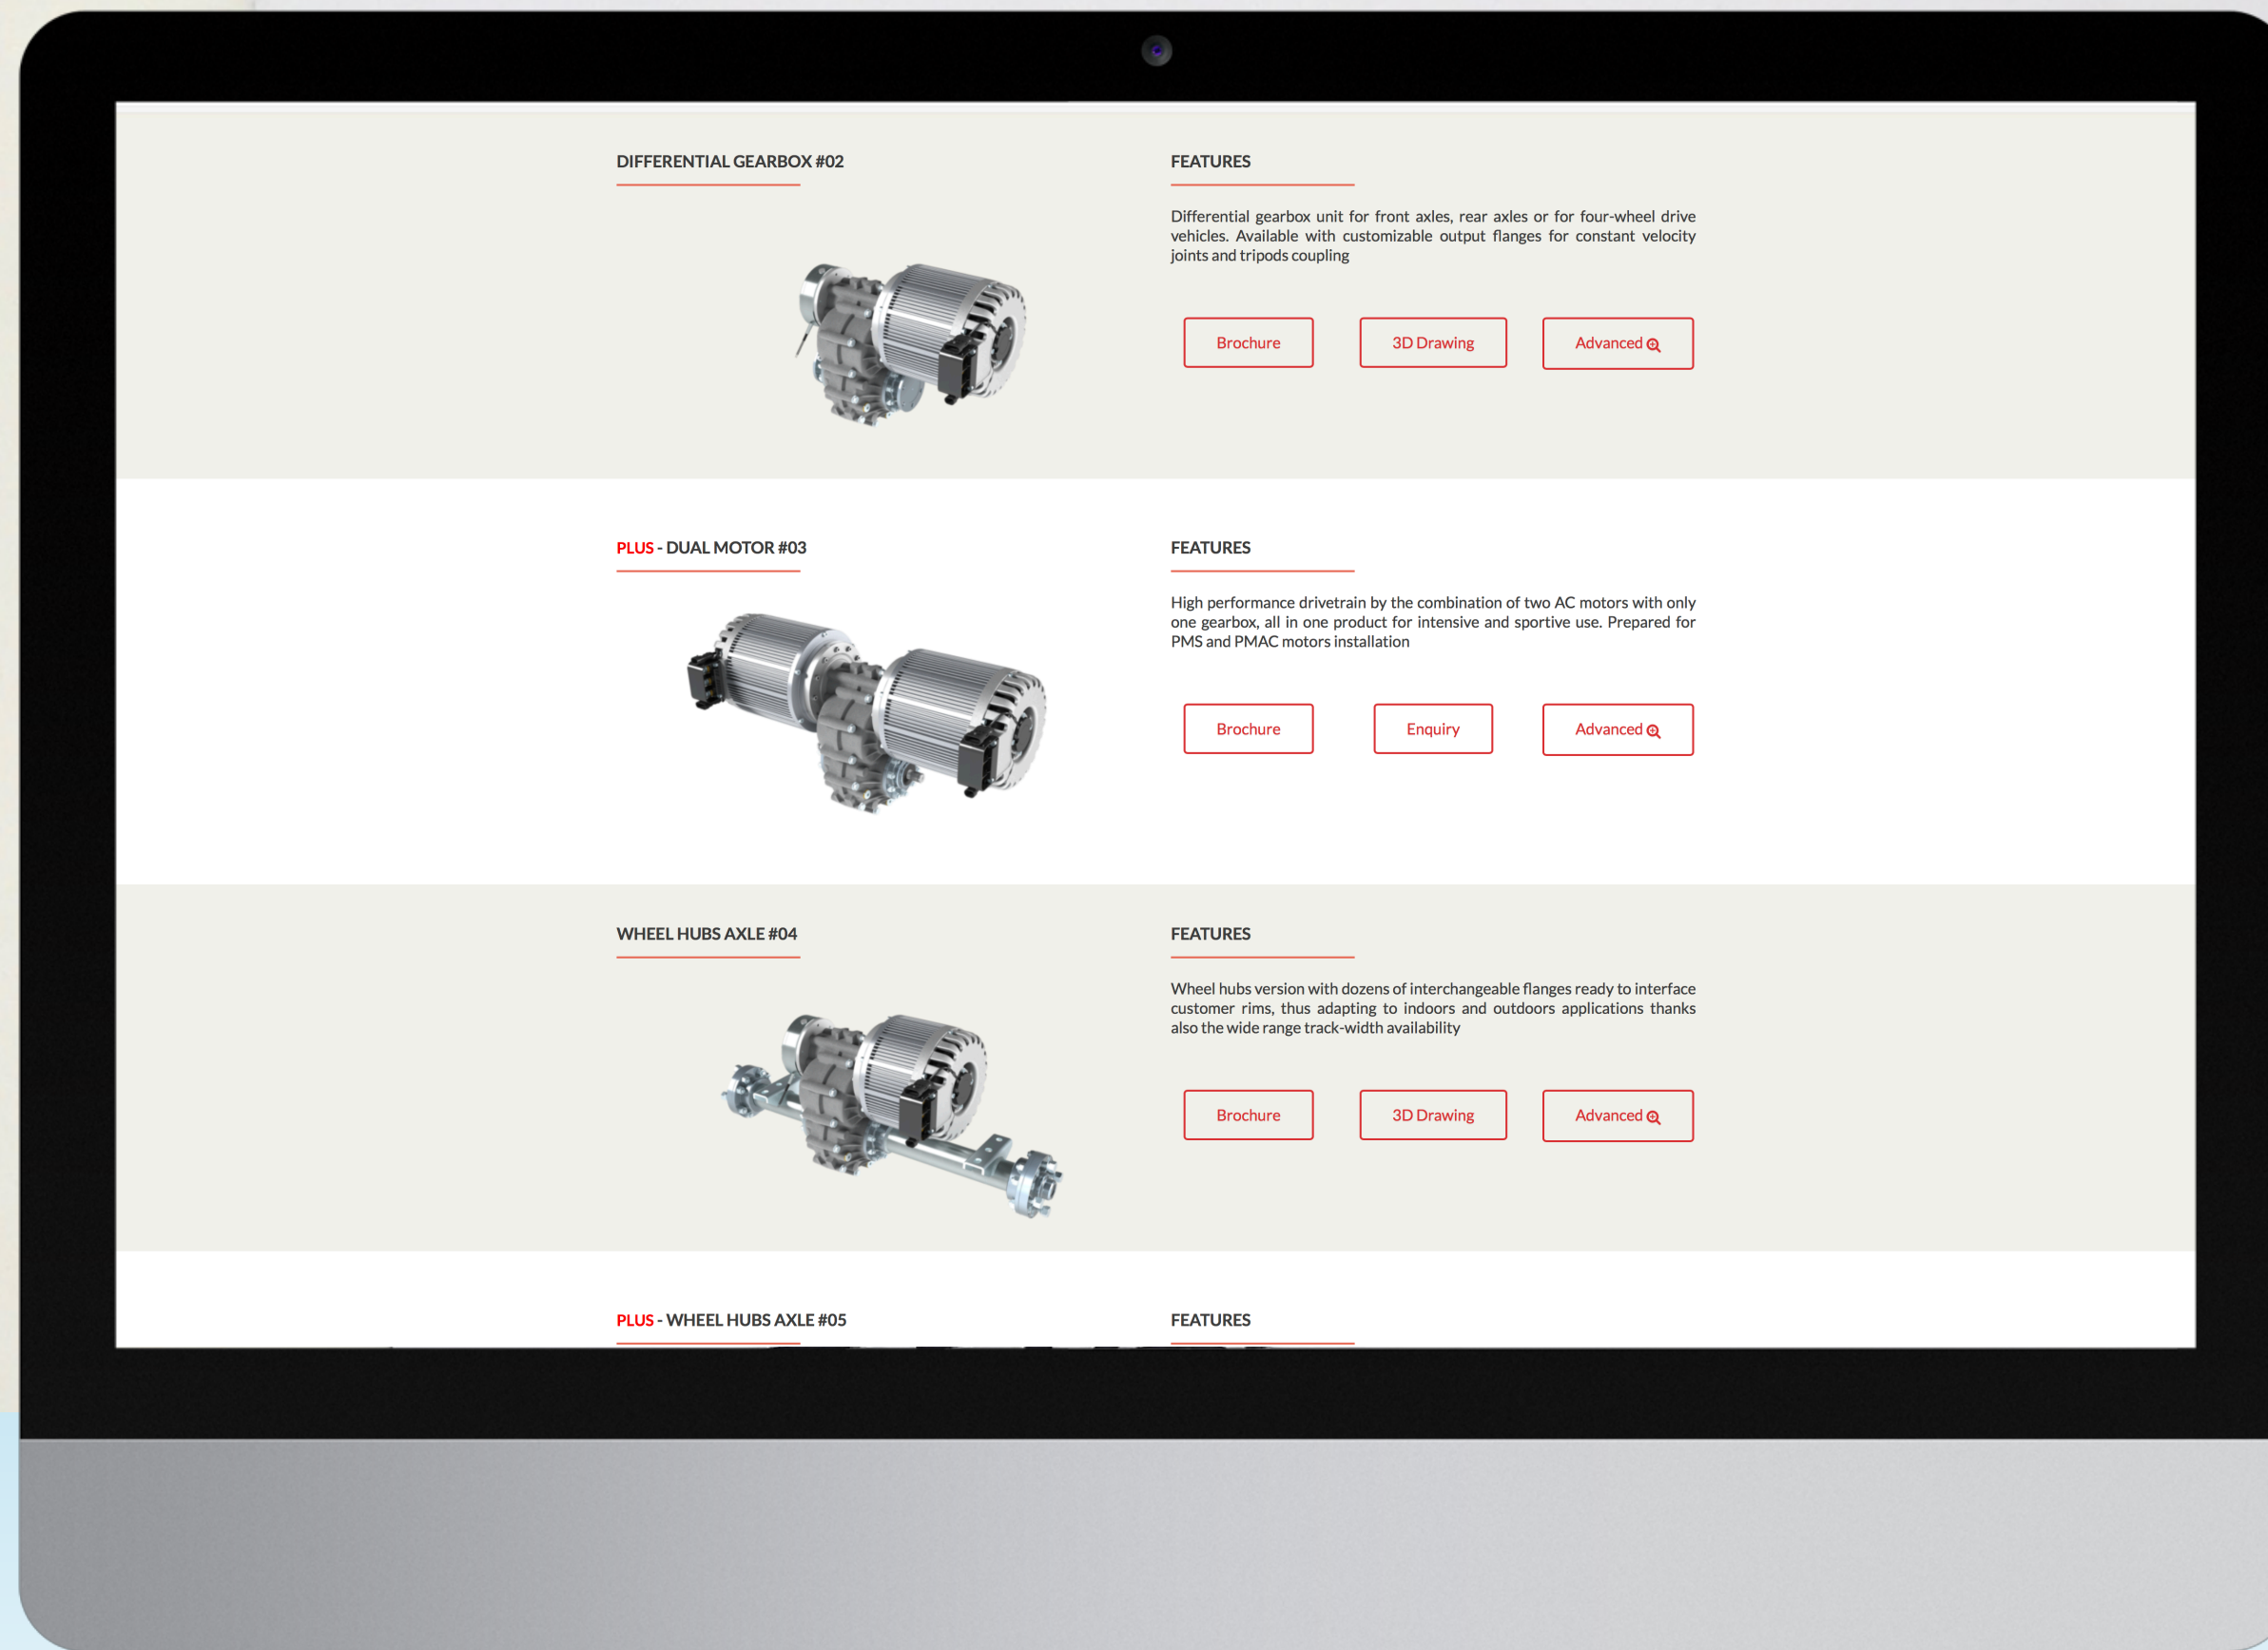 DIFFERENTIAL GEARBOX #02
FEATURES
Differential gearbox unit for front axles, rear axles or for four-wheel drive
vehicles. Available with customizable output flanges for constant velocity
joints and tripods coupling
Brochure
3D Drawing
Advanced
PLUS - DUAL MOTOR #03
FEATURES
High performance drivetrain by the combination of two AC motors with only
one gearbox, all in one product for intensive and sportive use. Prepared for
PMS and PMAC motors installation
Brochure
Enquiry
Advanced
WHEEL HUBS AXLE #04
FEATURES
Wheel hubs version with dozens of interchangeable flanges ready to interface
customer rims, thus adapting to indoors and outdoors applications thanks
also the wide range track-width availability
Brochure
3D Drawing
Advanced
PLUS - WHEEL HUBS AXLE #05
FEATURES